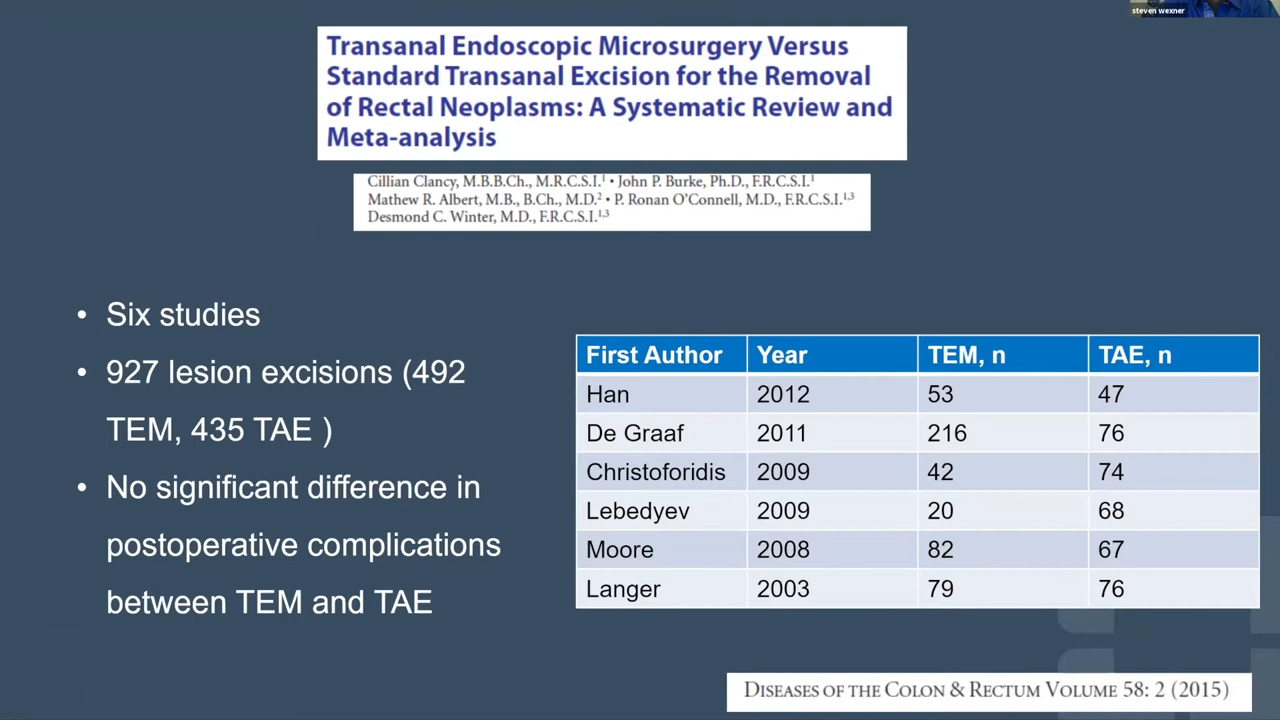 steven wexner
Transanal Endoscopic Microsurgery Versus
Standard Transanal Excision for the Removal
of Rectal Neoplasms: A Systematic Review and
Meta-analysis
Cillian Clancy, M.B.B.Ch., M.R.C.S.I.¹ • John P. Burke, Ph.D., F.R.C.S.I.¹
Mathew R. Albert, M.B., B.Ch., M.D.² • P. Ronan O'Connell, M.D., F.R.C.S.I.¹,³
Desmond C. Winter, M.D., F.R.C.S.I.¹,³
• Six studies
• 927 lesion excisions (492
TEM, 435 TAE )
• No significant difference in
postoperative complications
between TEM and TAE
First Author Year TEM, n TAE, n
Han 2012 53 47
De Graaf 2011 216 76
Christoforidis 2009 42 74
Lebedyev 2009 20 68
Moore 2008 82 67
Langer 2003 79 76
DISEASES OF THE COLON & RECTUM VOLUME 58: 2 (2015)